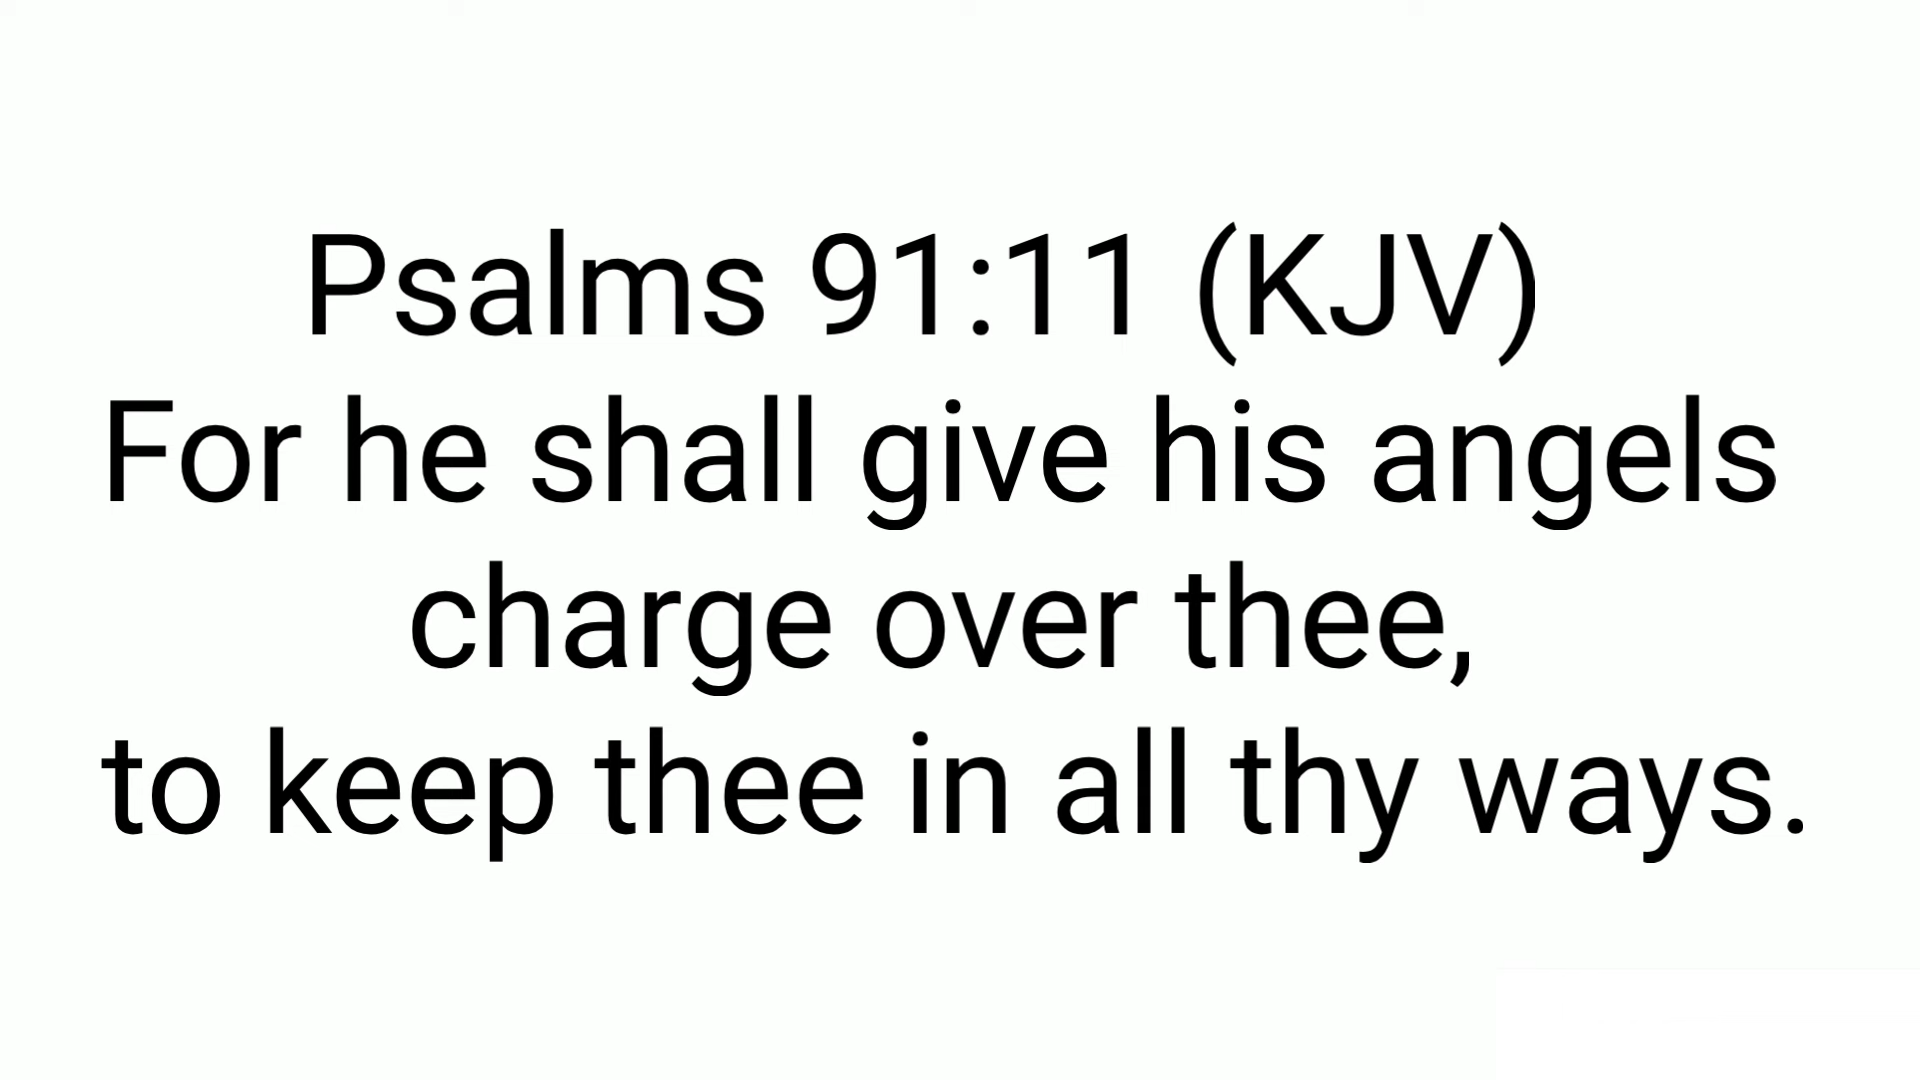 Psalms 91:11 (KJV)
For he shall give his angels
charge over thee,
to keep thee in all thy ways.